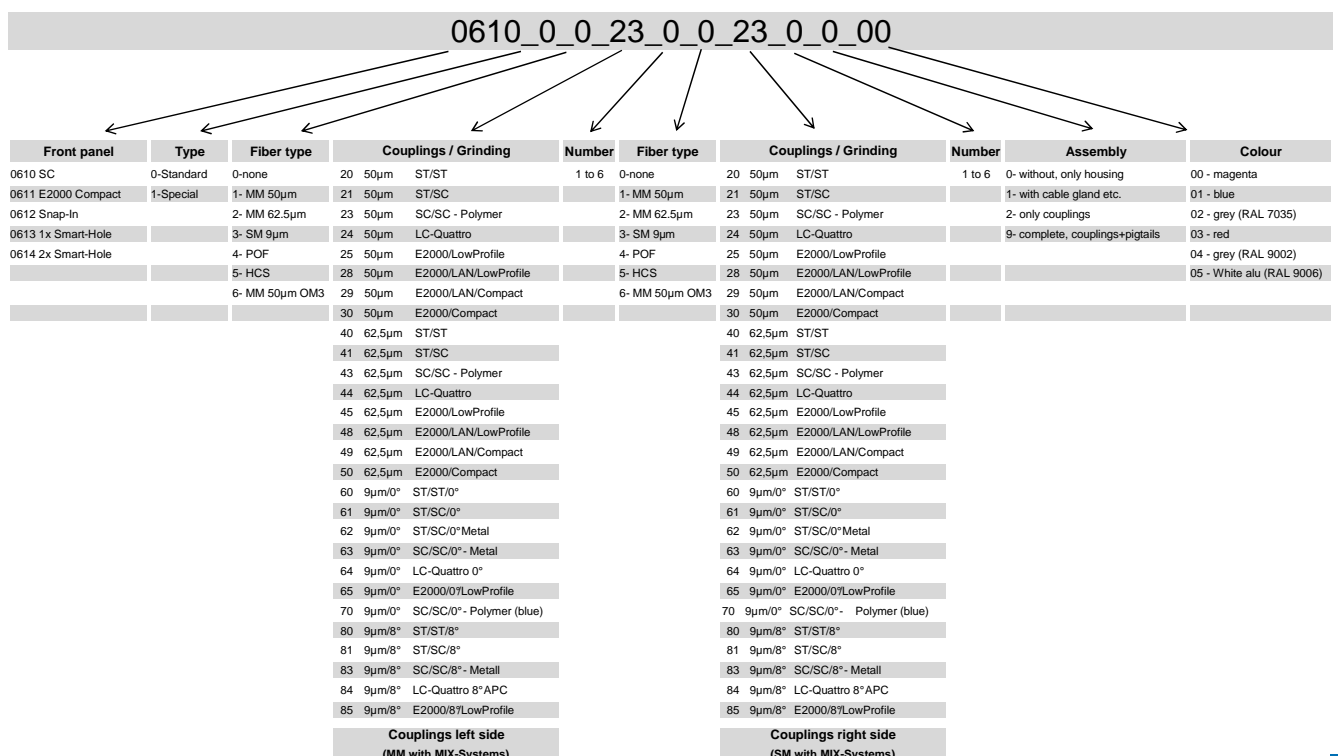 0610_0_0_23_0_0_23_0_0_00
Front panel Type Fiber type Couplings / Grinding Number Fiber type Couplings / Grinding Number Assembly Colour
0610 SC 0-Standard 0-none 20 50µm ST/ST 1 to 6 0-none 20 50µm ST/ST 1 to 6 0- without, only housing 00 - magenta
0611 E2000 Compact 1-Special 1- MM 50µm 21 50µm ST/SC 1- MM 50µm 21 50µm ST/SC 1- with cable gland etc. 01 - blue
0612 Snap-In 2- MM 62.5µm 23 50µm SC/SC - Polymer 2- MM 62.5µm 23 50µm SC/SC - Polymer 2- only couplings 02 - grey (RAL 7035)
0613 1x Smart-Hole 3- SM 9µm 24 50µm LC-Quattro 3- SM 9µm 24 50µm LC-Quattro 9- complete, couplings+pigtails 03 - red
0614 2x Smart-Hole 4- POF 25 50µm E2000/LowProfile 4- POF 25 50µm E2000/LowProfile 04 - grey (RAL 9002)
5- HCS 28 50µm E2000/LAN/LowProfile 5- HCS 28 50µm E2000/LAN/LowProfile 05 - White alu (RAL 9006)
6- MM 50µm OM3 29 50µm E2000/LAN/Compact 6- MM 50µm OM3 29 50µm E2000/LAN/Compact
30 50µm E2000/Compact 30 50µm E2000/Compact
40 62,5µm ST/ST 40 62,5µm ST/ST
41 62,5µm ST/SC 41 62,5µm ST/SC
43 62,5µm SC/SC - Polymer 43 62,5µm SC/SC - Polymer
44 62,5µm LC-Quattro 44 62,5µm LC-Quattro
45 62,5µm E2000/LowProfile 45 62,5µm E2000/LowProfile
48 62,5µm E2000/LAN/LowProfile 48 62,5µm E2000/LAN/LowProfile
49 62,5µm E2000/LAN/Compact 49 62,5µm E2000/LAN/Compact
50 62,5µm E2000/Compact 50 62,5µm E2000/Compact
60 9µm/0° ST/ST/0° 60 9µm/0° ST/ST/0°
61 9µm/0° ST/SC/0° 61 9µm/0° ST/SC/0°
62 9µm/0° ST/SC/0°Metal 62 9µm/0° ST/SC/0°Metal
63 9µm/0° SC/SC/0°- Metal 63 9µm/0° SC/SC/0°- Metal
64 9µm/0° LC-Quattro 0° 64 9µm/0° LC-Quattro 0°
65 9µm/0° E2000/0°/LowProfile 65 9µm/0° E2000/0°/LowProfile
70 9µm/0° SC/SC/0°- Polymer (blue) 70 9µm/0° SC/SC/0°- Polymer (blue)
80 9µm/8° ST/ST/8° 80 9µm/8° ST/ST/8°
81 9µm/8° ST/SC/8° 81 9µm/8° ST/SC/8°
83 9µm/8° SC/SC/8°- Metall 83 9µm/8° SC/SC/8°- Metall
84 9µm/8° LC-Quattro 8°APC 84 9µm/8° LC-Quattro 8°APC
85 9µm/8° E2000/8°/LowProfile 85 9µm/8° E2000/8°/LowProfile
Couplings left side Couplings right side
(MM with MIX-Systems) (SM with MIX-Systems)